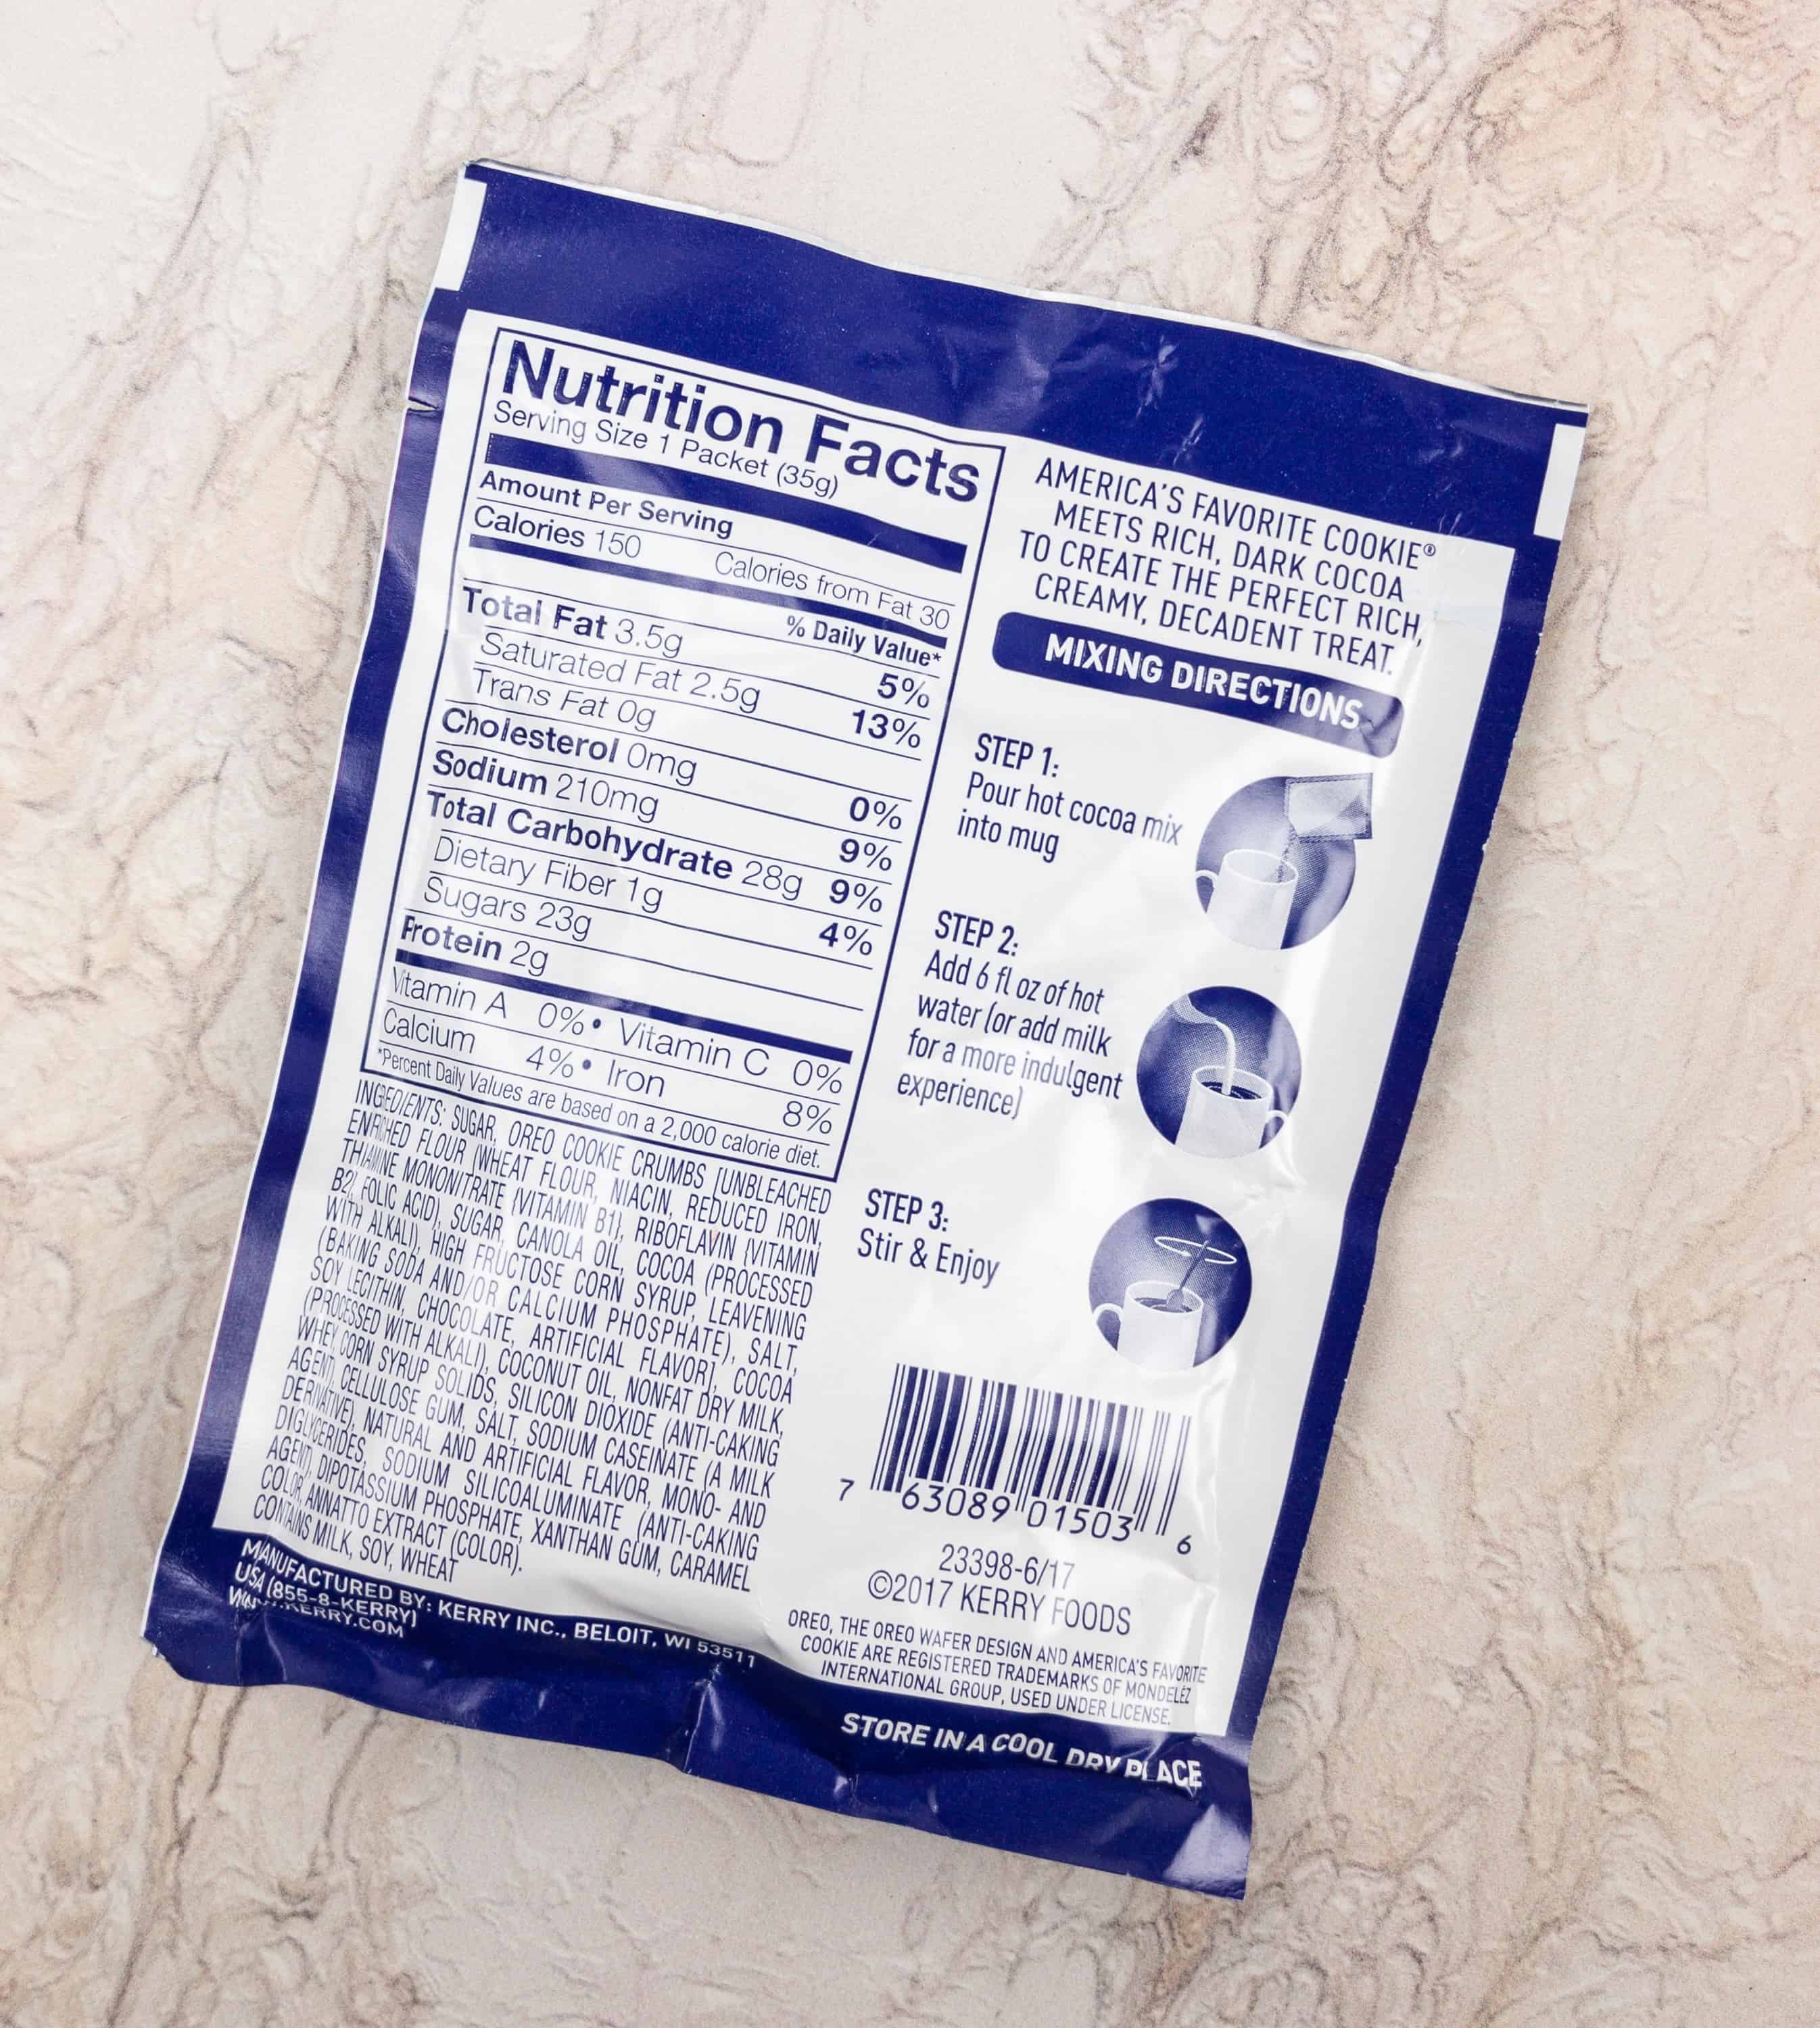 Nutrition Facts
Serving Size 1 Packet (35g)
Amount Per Serving
Calories 150 Calories from Fat 30
% Daily Value*
Total Fat 3.5g 5%
Saturated Fat 2.5g 13%
Trans Fat 0g
Cholesterol 0mg 0%
Sodium 210mg 9%
Total Carbohydrate 28g 9%
Dietary Fiber 1g 4%
Sugars 23g
Protein 2g
Vitamin A 0% • Vitamin C 0%
Calcium 4% • Iron 8%
*Percent Daily Values are based on a 2,000 calorie diet.
INGREDIENTS: SUGAR, OREO COOKIE CRUMBS [UNBLEACHED
ENRICHED FLOUR (WHEAT FLOUR, NIACIN, REDUCED IRON,
THIAMINE MONONITRATE {VITAMIN B1}, RIBOFLAVIN {VITAMIN
B2}, FOLIC ACID), SUGAR, CANOLA OIL, COCOA (PROCESSED
WITH ALKALI), HIGH FRUCTOSE CORN SYRUP, LEAVENING
(BAKING SODA AND/OR CALCIUM PHOSPHATE), SALT,
SOY LECITHIN, CHOCOLATE, ARTIFICIAL FLAVOR], COCOA
(PROCESSED WITH ALKALI), COCONUT OIL, NONFAT DRY MILK,
WHEY, CORN SYRUP SOLIDS, SILICON DIOXIDE (ANTI-CAKING
AGENT), CELLULOSE GUM, SALT, SODIUM CASEINATE (A MILK
DERIVATIVE), NATURAL AND ARTIFICIAL FLAVOR, MONO- AND
DIGLYCERIDES, SODIUM SILICOALUMINATE (ANTI-CAKING
AGENT), DIPOTASSIUM PHOSPHATE, XANTHAN GUM, CARAMEL
COLOR, ANNATTO EXTRACT (COLOR).
CONTAINS MILK, SOY, WHEAT
MANUFACTURED BY: KERRY INC., BELOIT, WI 53511
USA (855-8-KERRY)
WWW.KERRY.COM
AMERICA'S FAVORITE COOKIE®
MEETS RICH, DARK COCOA
TO CREATE THE PERFECT RICH,
CREAMY, DECADENT TREAT.
MIXING DIRECTIONS
STEP 1:
Pour hot cocoa mix
into mug
STEP 2:
Add 6 fl oz of hot
water (or add milk
for a more indulgent
experience)
STEP 3:
Stir & Enjoy
7 63089 01503 6
23398-6/17
©2017 KERRY FOODS
OREO, THE OREO WAFER DESIGN AND AMERICA'S FAVORITE
COOKIE ARE REGISTERED TRADEMARKS OF MONDELĒZ
INTERNATIONAL GROUP, USED UNDER LICENSE.
STORE IN A COOL DRY PLACE